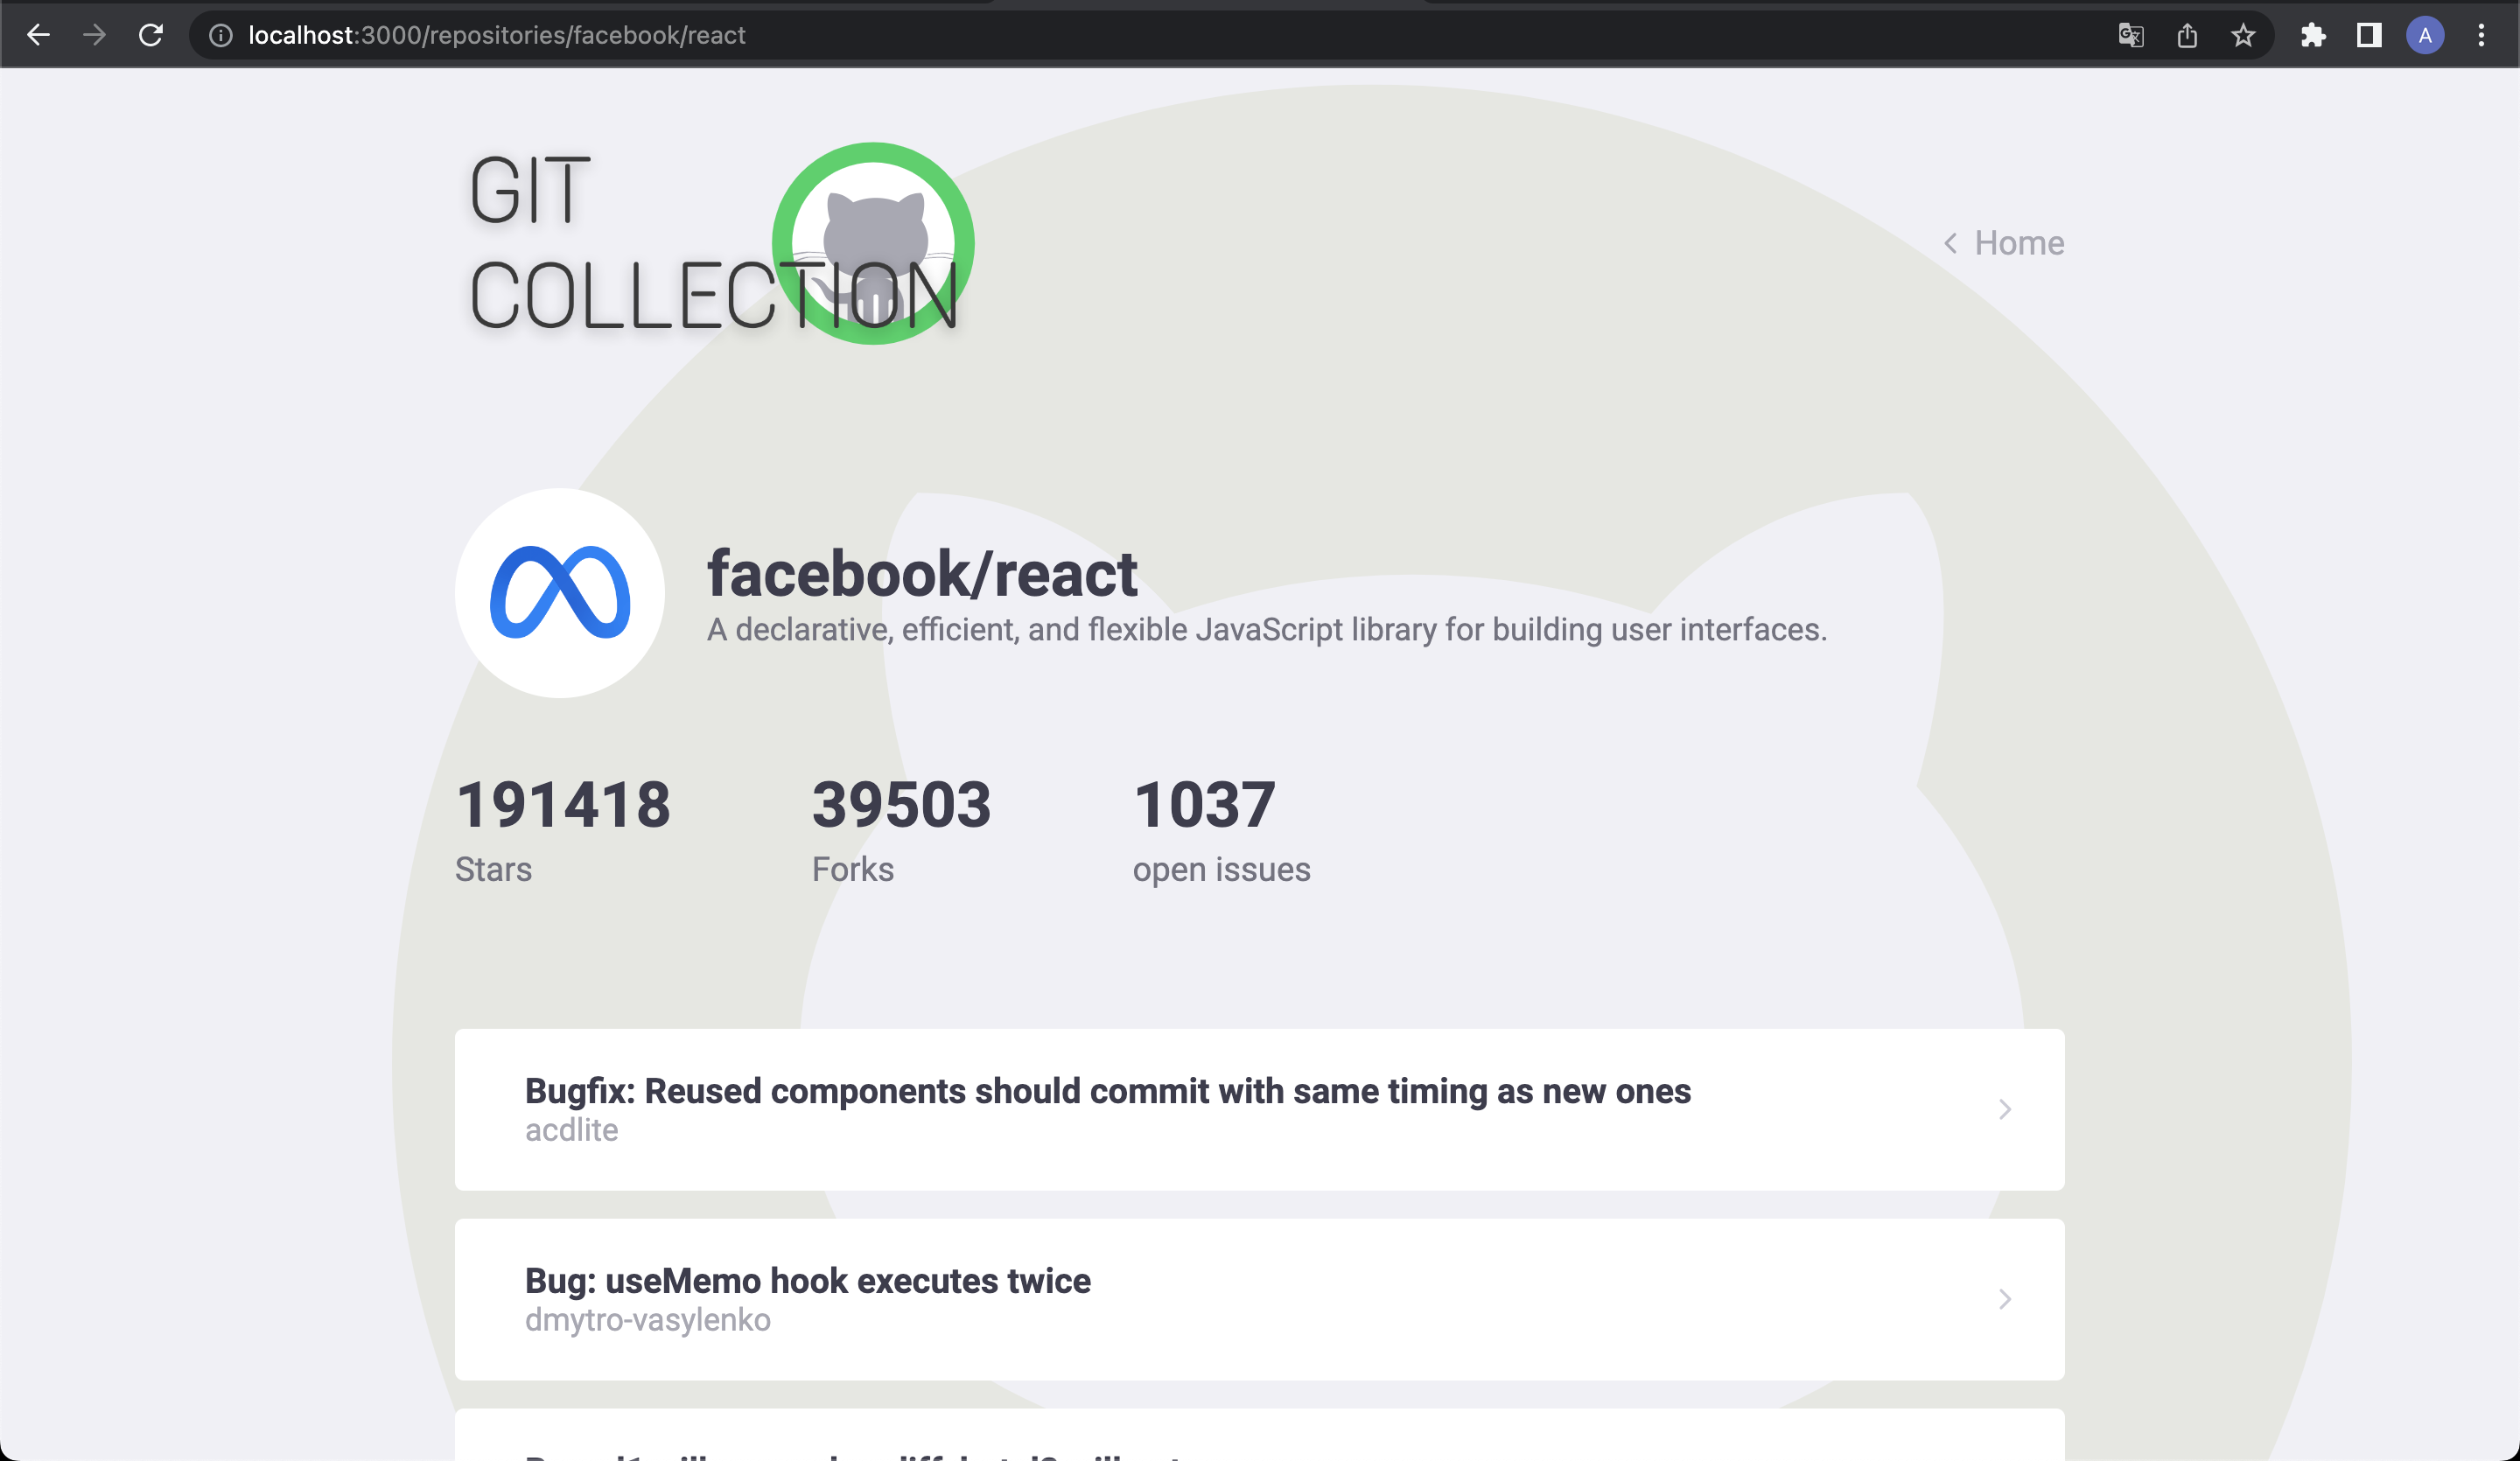 localhost:3000/repositories/facebook/react
A
GIT
COLLECTION
Home
facebook/react
A declarative, efficient, and flexible JavaScript library for building user interfaces.
191418
Stars
39503
Forks
1037
open issues
Bugfix: Reused components should commit with same timing as new ones
acdlite
Bug: useMemo hook executes twice
dmytro-vasylenko